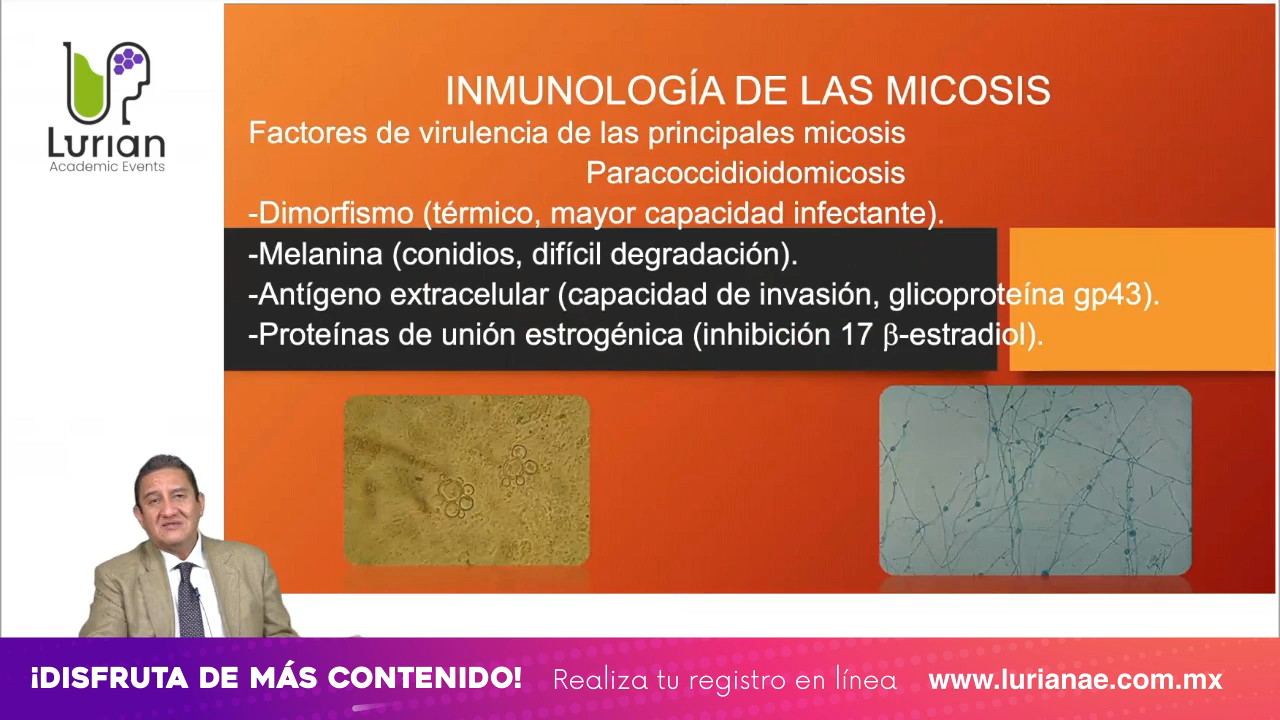 Lurian
Academic Events
INMUNOLOGÍA DE LAS MICOSIS
Factores de virulencia de las principales micosis
Paracoccidioidomicosis
-Dimorfismo (térmico, mayor capacidad infectante).
-Melanina (conidios, difícil degradación).
-Antígeno extracelular (capacidad de invasión, glicoproteína gp43).
-Proteínas de unión estrogénica (inhibición 17 β-estradiol).
¡DISFRUTA DE MÁS CONTENIDO! Realiza tu registro en línea www.lurianae.com.mx